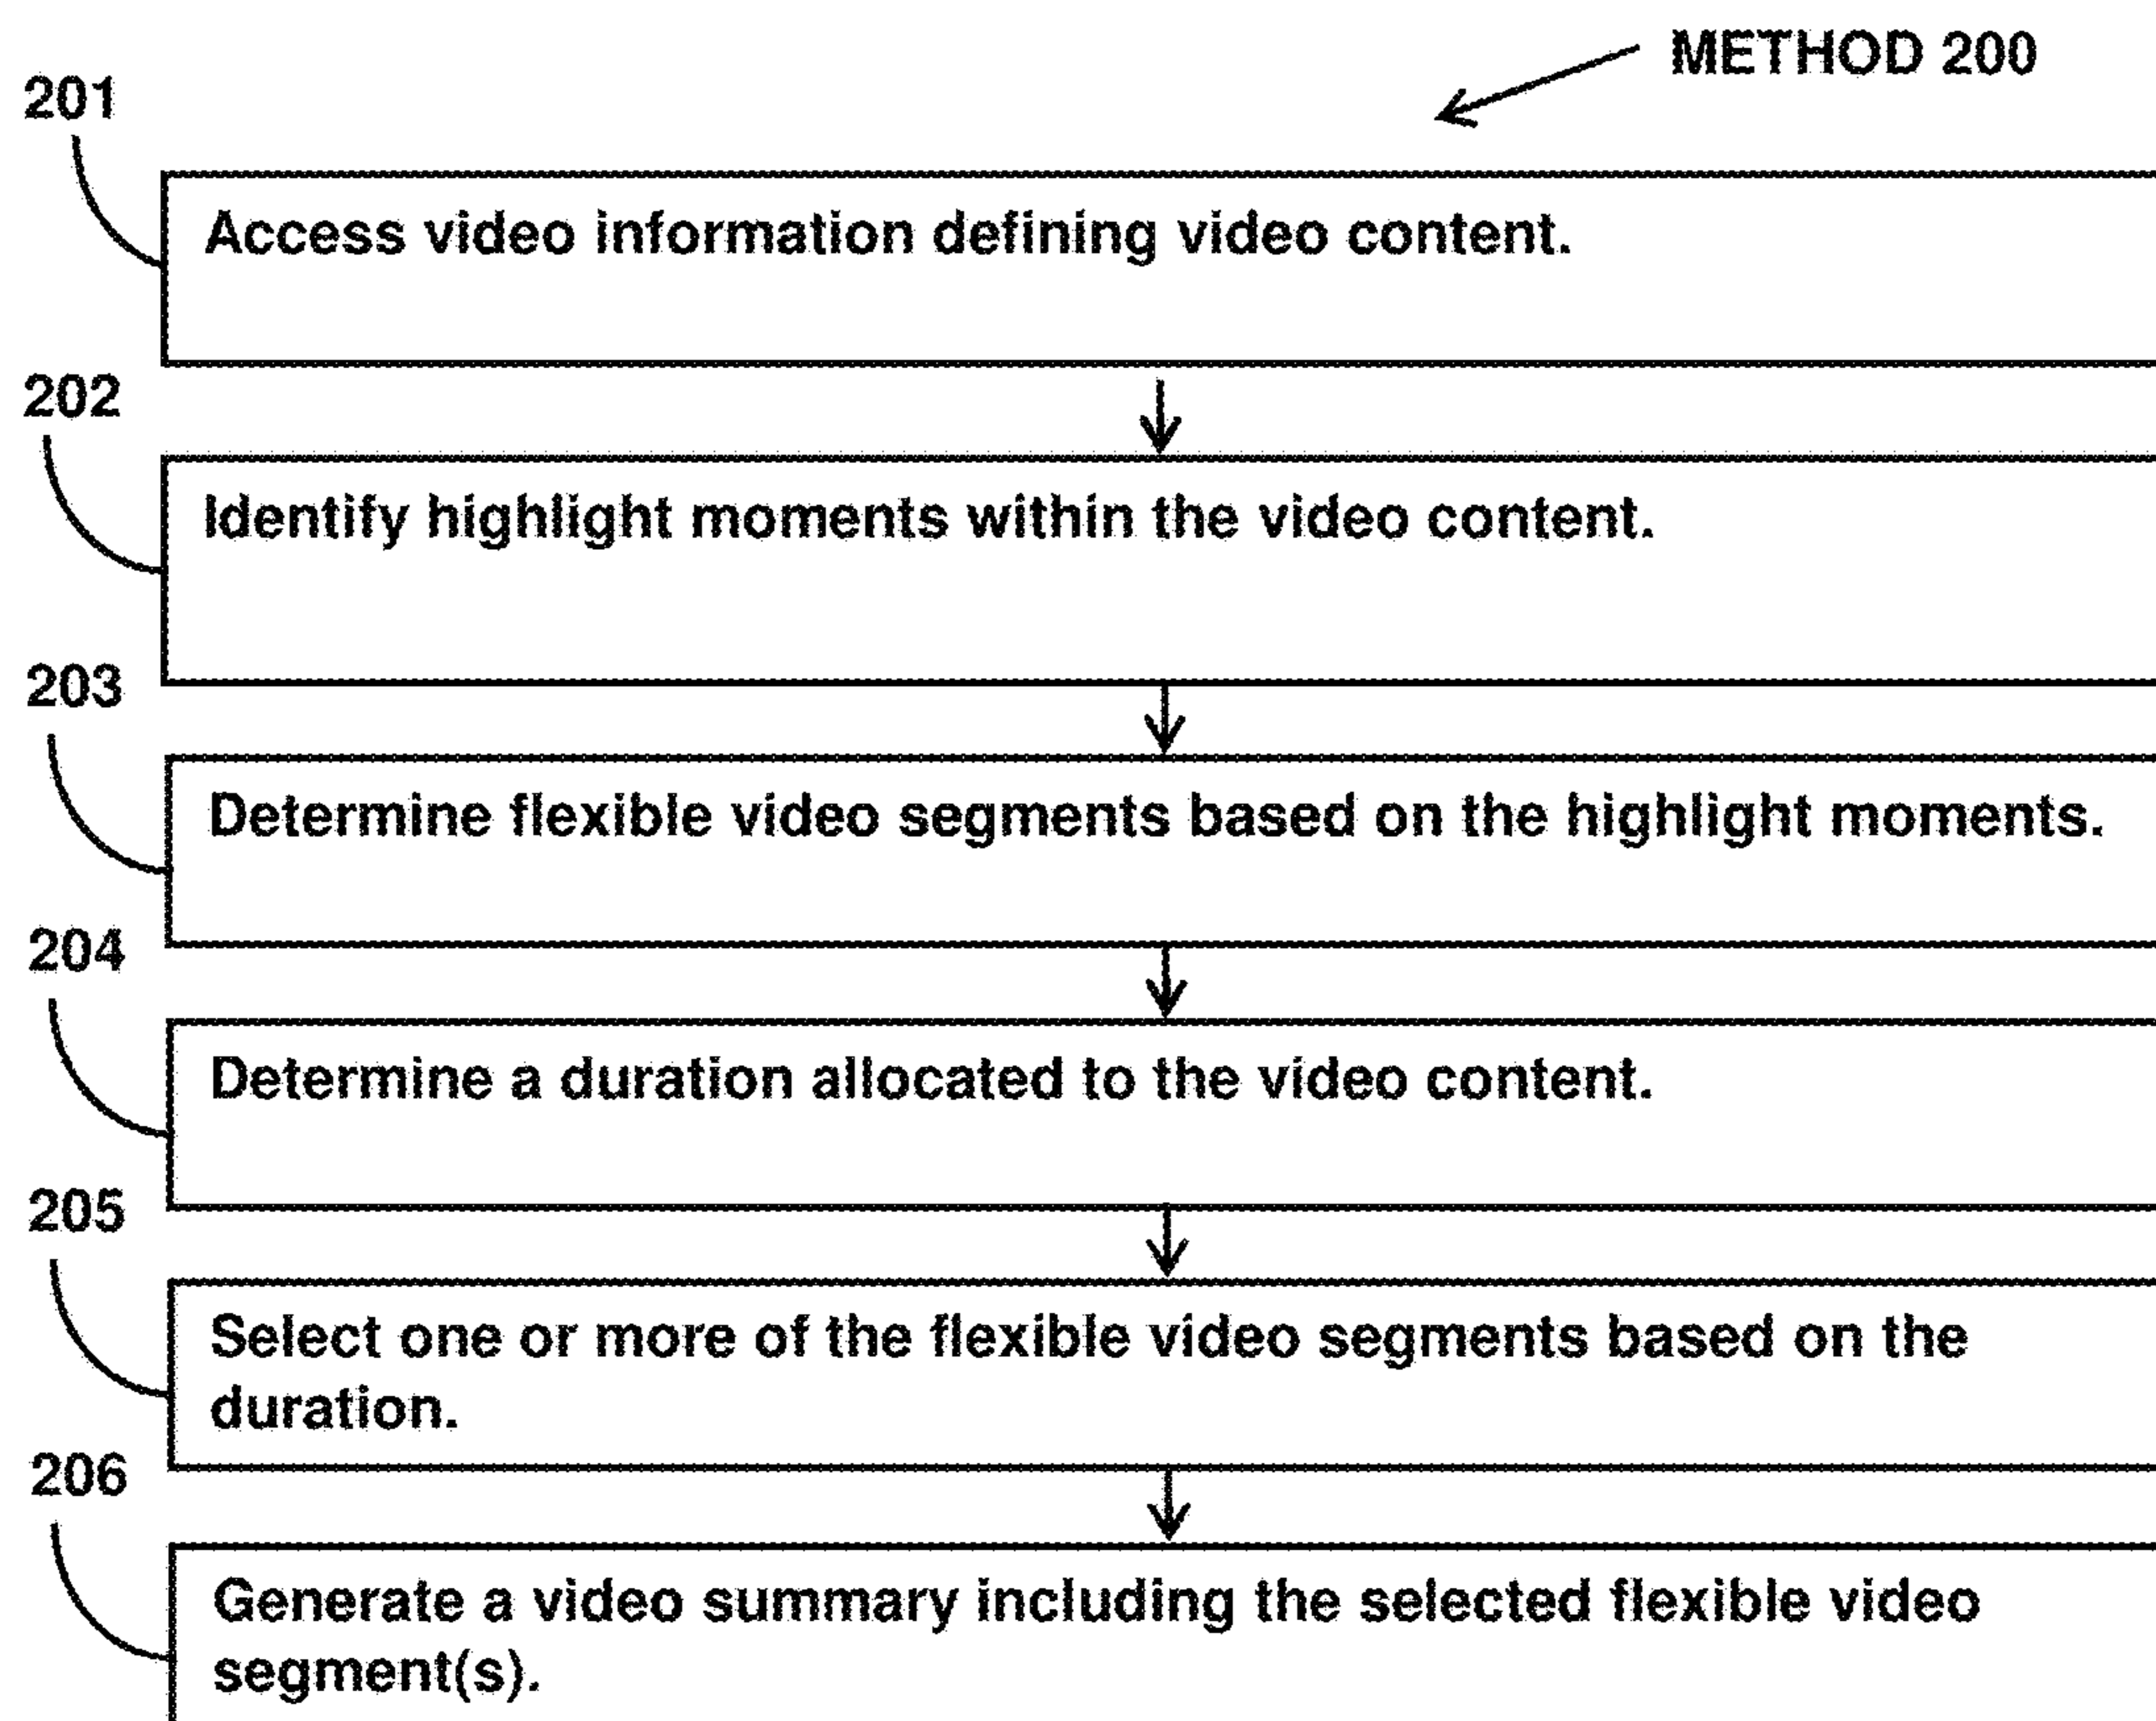 METHOD 200
201
Access video information defining video content.
202
Identify highlight moments within the video content.
203
Determine flexible video segments based on the highlight moments.
204
Determine a duration allocated to the video content.
205
Select one or more of the flexible video segments based on the
duration.
206
Generate a video summary including the selected flexible video
segment(s).